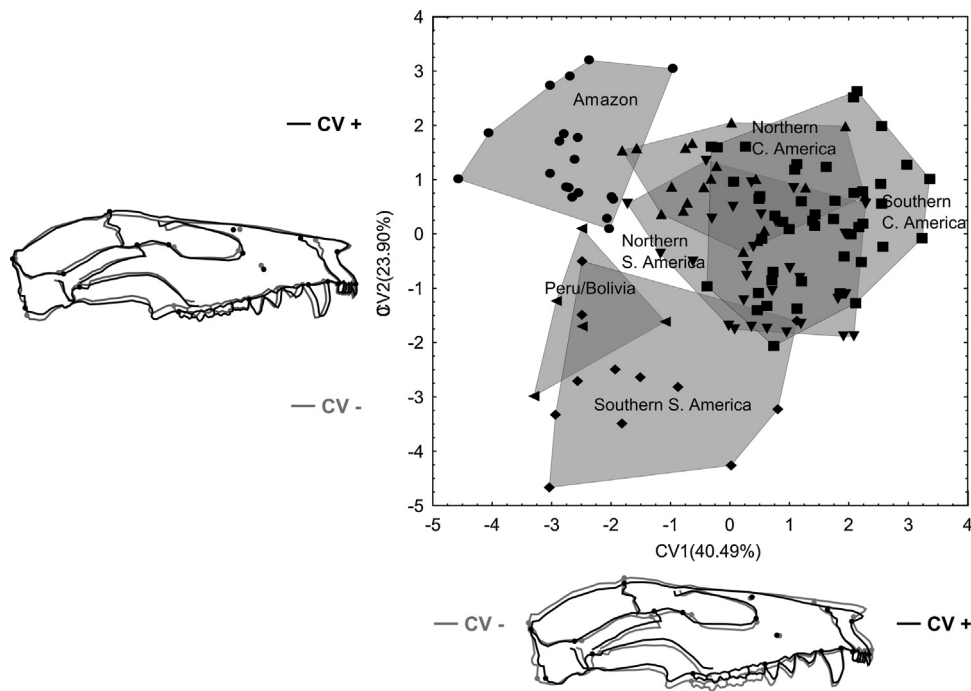 4
3
2
1
0
-1
-2
-3
-4
-5
CV2(23.90%)
Amazon
Northern
C. America
Southern
C. America
Northern
S. America
Peru/Bolivia
Southern S. America
-5 -4 -3 -2 -1 0 1 2 3 4
CV1(40.49%)
CV +
CV -
CV -
CV +